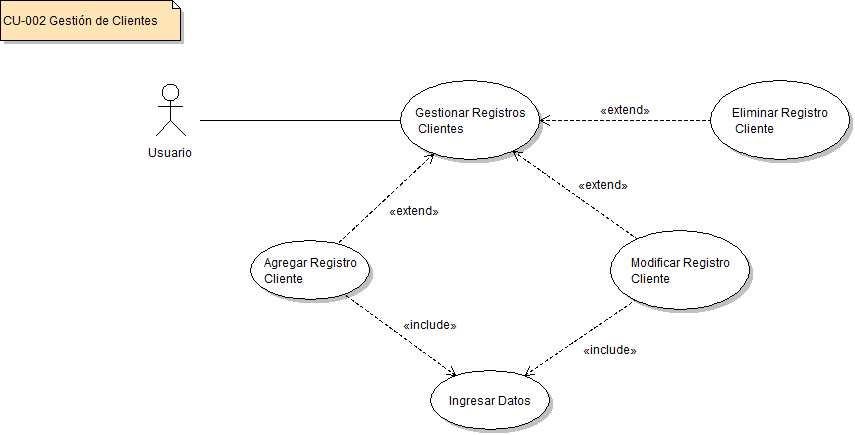 CU-002 Gestión de Clientes
Usuario
Gestionar Registros
Clientes
«extend»
Eliminar Registro
Cliente
«extend»
«extend»
Agregar Registro
Cliente
Modificar Registro
Cliente
«include»
«include»
Ingresar Datos